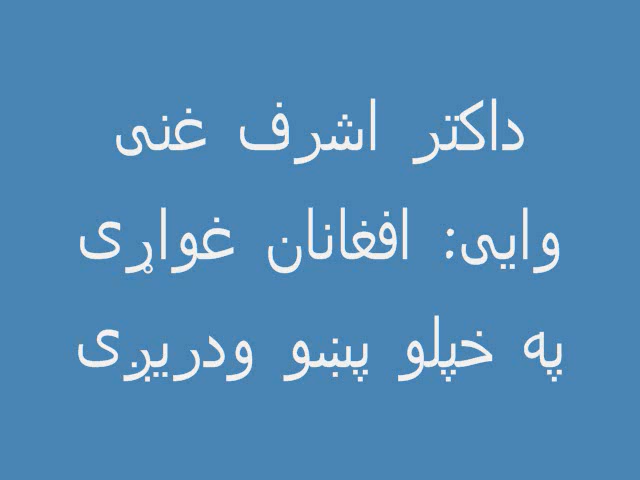 داکتر اشرف غنی
وایی: افغانان غواړی
په خپلو پښو ودریږی